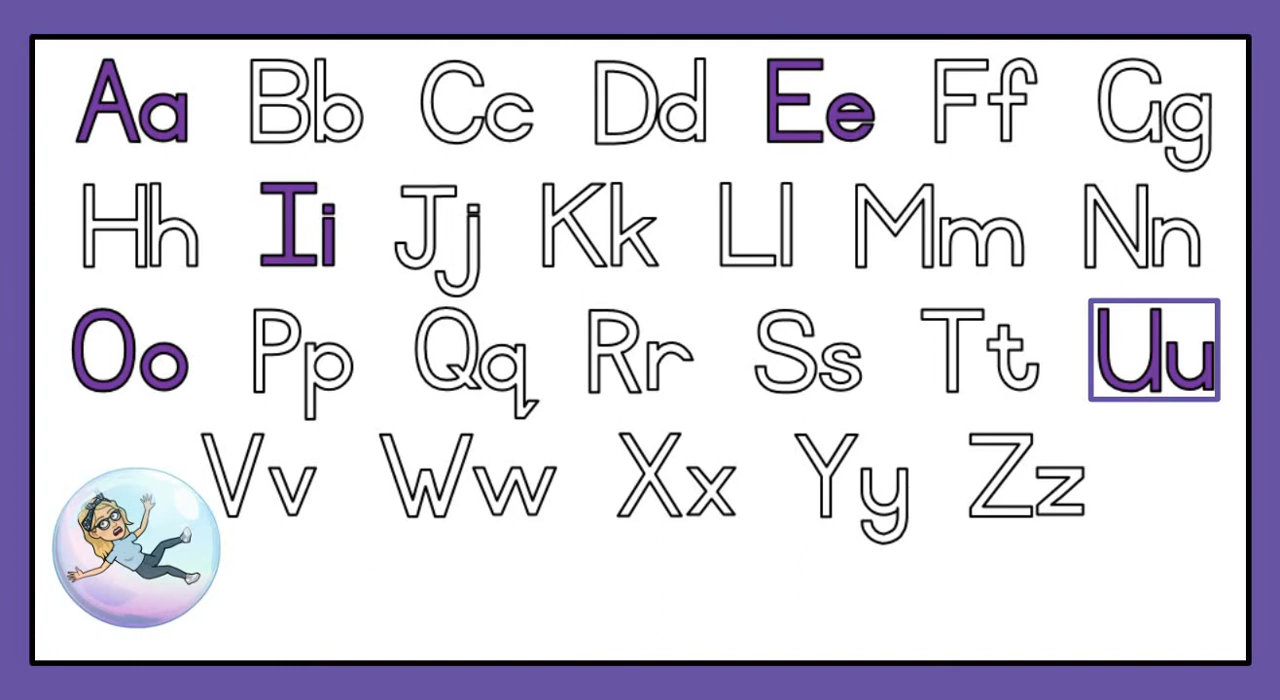 Aa Bb Cc Dd Ee Ff Gg
Hh Ii Jj Kk Ll Mm Nn
Oo Pp Qq Rr Ss Tt Uu
Vv Ww Xx Yy Zz